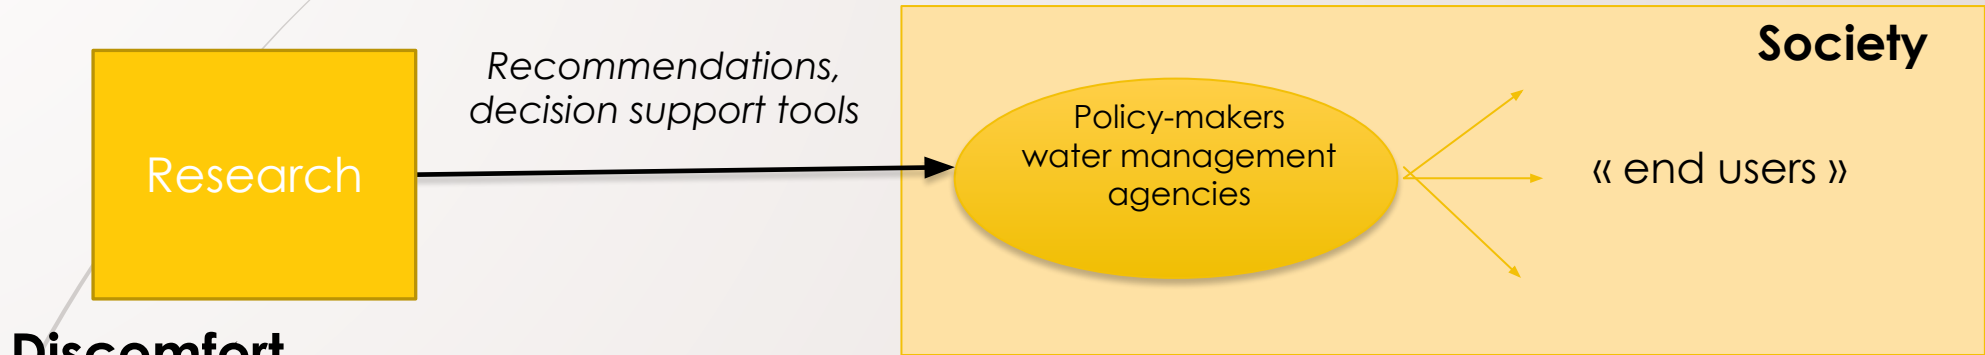 Society
Recommendations,
decision support tools
Research
Policy-makers
water management
agencies
« end users »
Discomfort